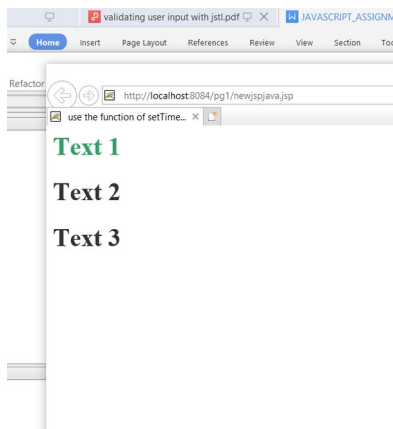 validating user input with jstl.pdf
JAVASCRIPT_ASSIGNM
Home Insert Page Layout References Review View Section Too
Refactor
http://localhost:8084/pg1/newjspjava.jsp
use the function of setTime...
Text 1
Text 2
Text 3